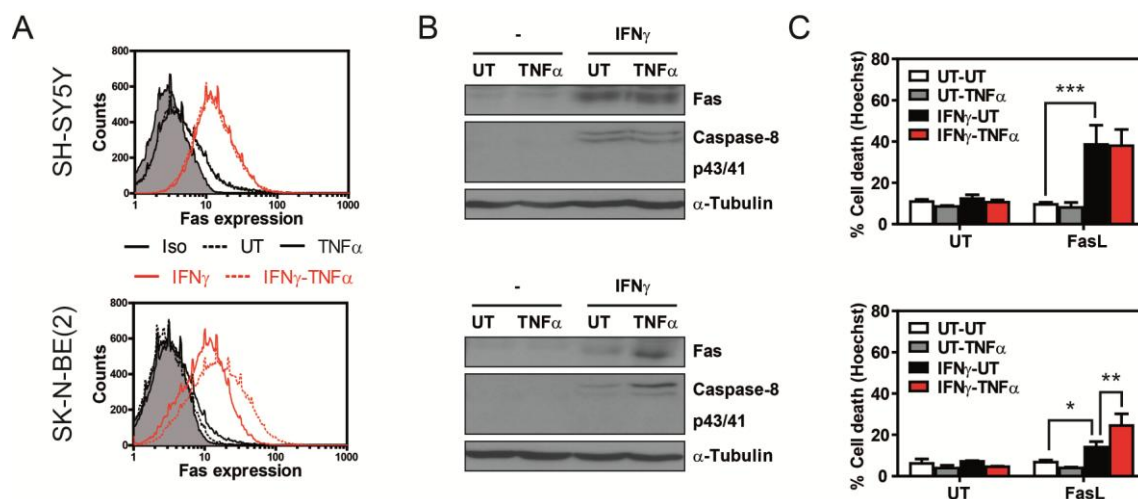 A
SH-SY5Y
Counts
800
600
400
200
0
1 10 100 1000
Fas expression
Iso UT TNFα
IFNγ IFNγ-TNFα
SK-N-BE(2)
Counts
800
600
400
200
0
1 10 100 1000
Fas expression
B
- IFNγ
UT TNFα UT TNFα
Fas
Caspase-8
p43/41
α-Tubulin
- IFNγ
UT TNFα UT TNFα
Fas
Caspase-8
p43/41
α-Tubulin
C
% Cell death (Hoechst)
80
60
40
20
0
UT-UT
UT-TNFα
IFNγ-UT
IFNγ-TNFα
***
UT FasL
% Cell death (Hoechst)
80
60
40
20
0
UT-UT
UT-TNFα
IFNγ-UT
IFNγ-TNFα
* **
UT FasL